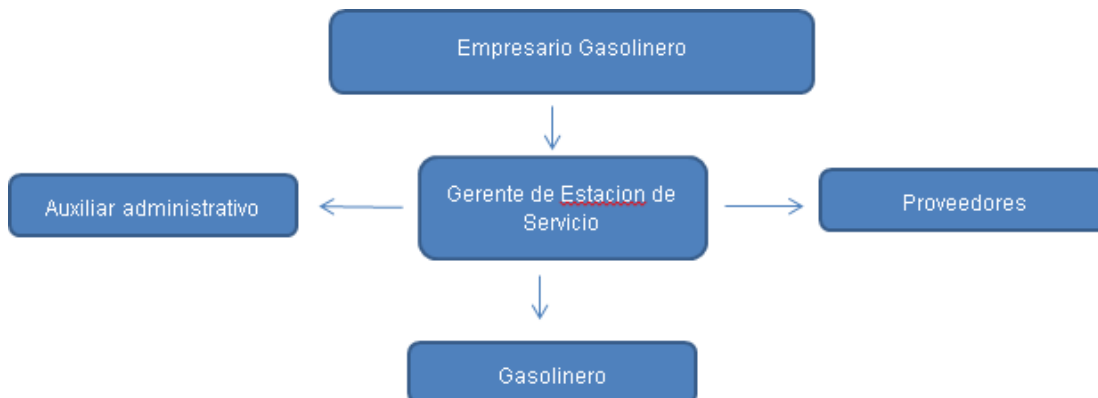 Empresario Gasolinero
Gerente de Estacion de
Servicio
Auxiliar administrativo
Proveedores
Gasolinero